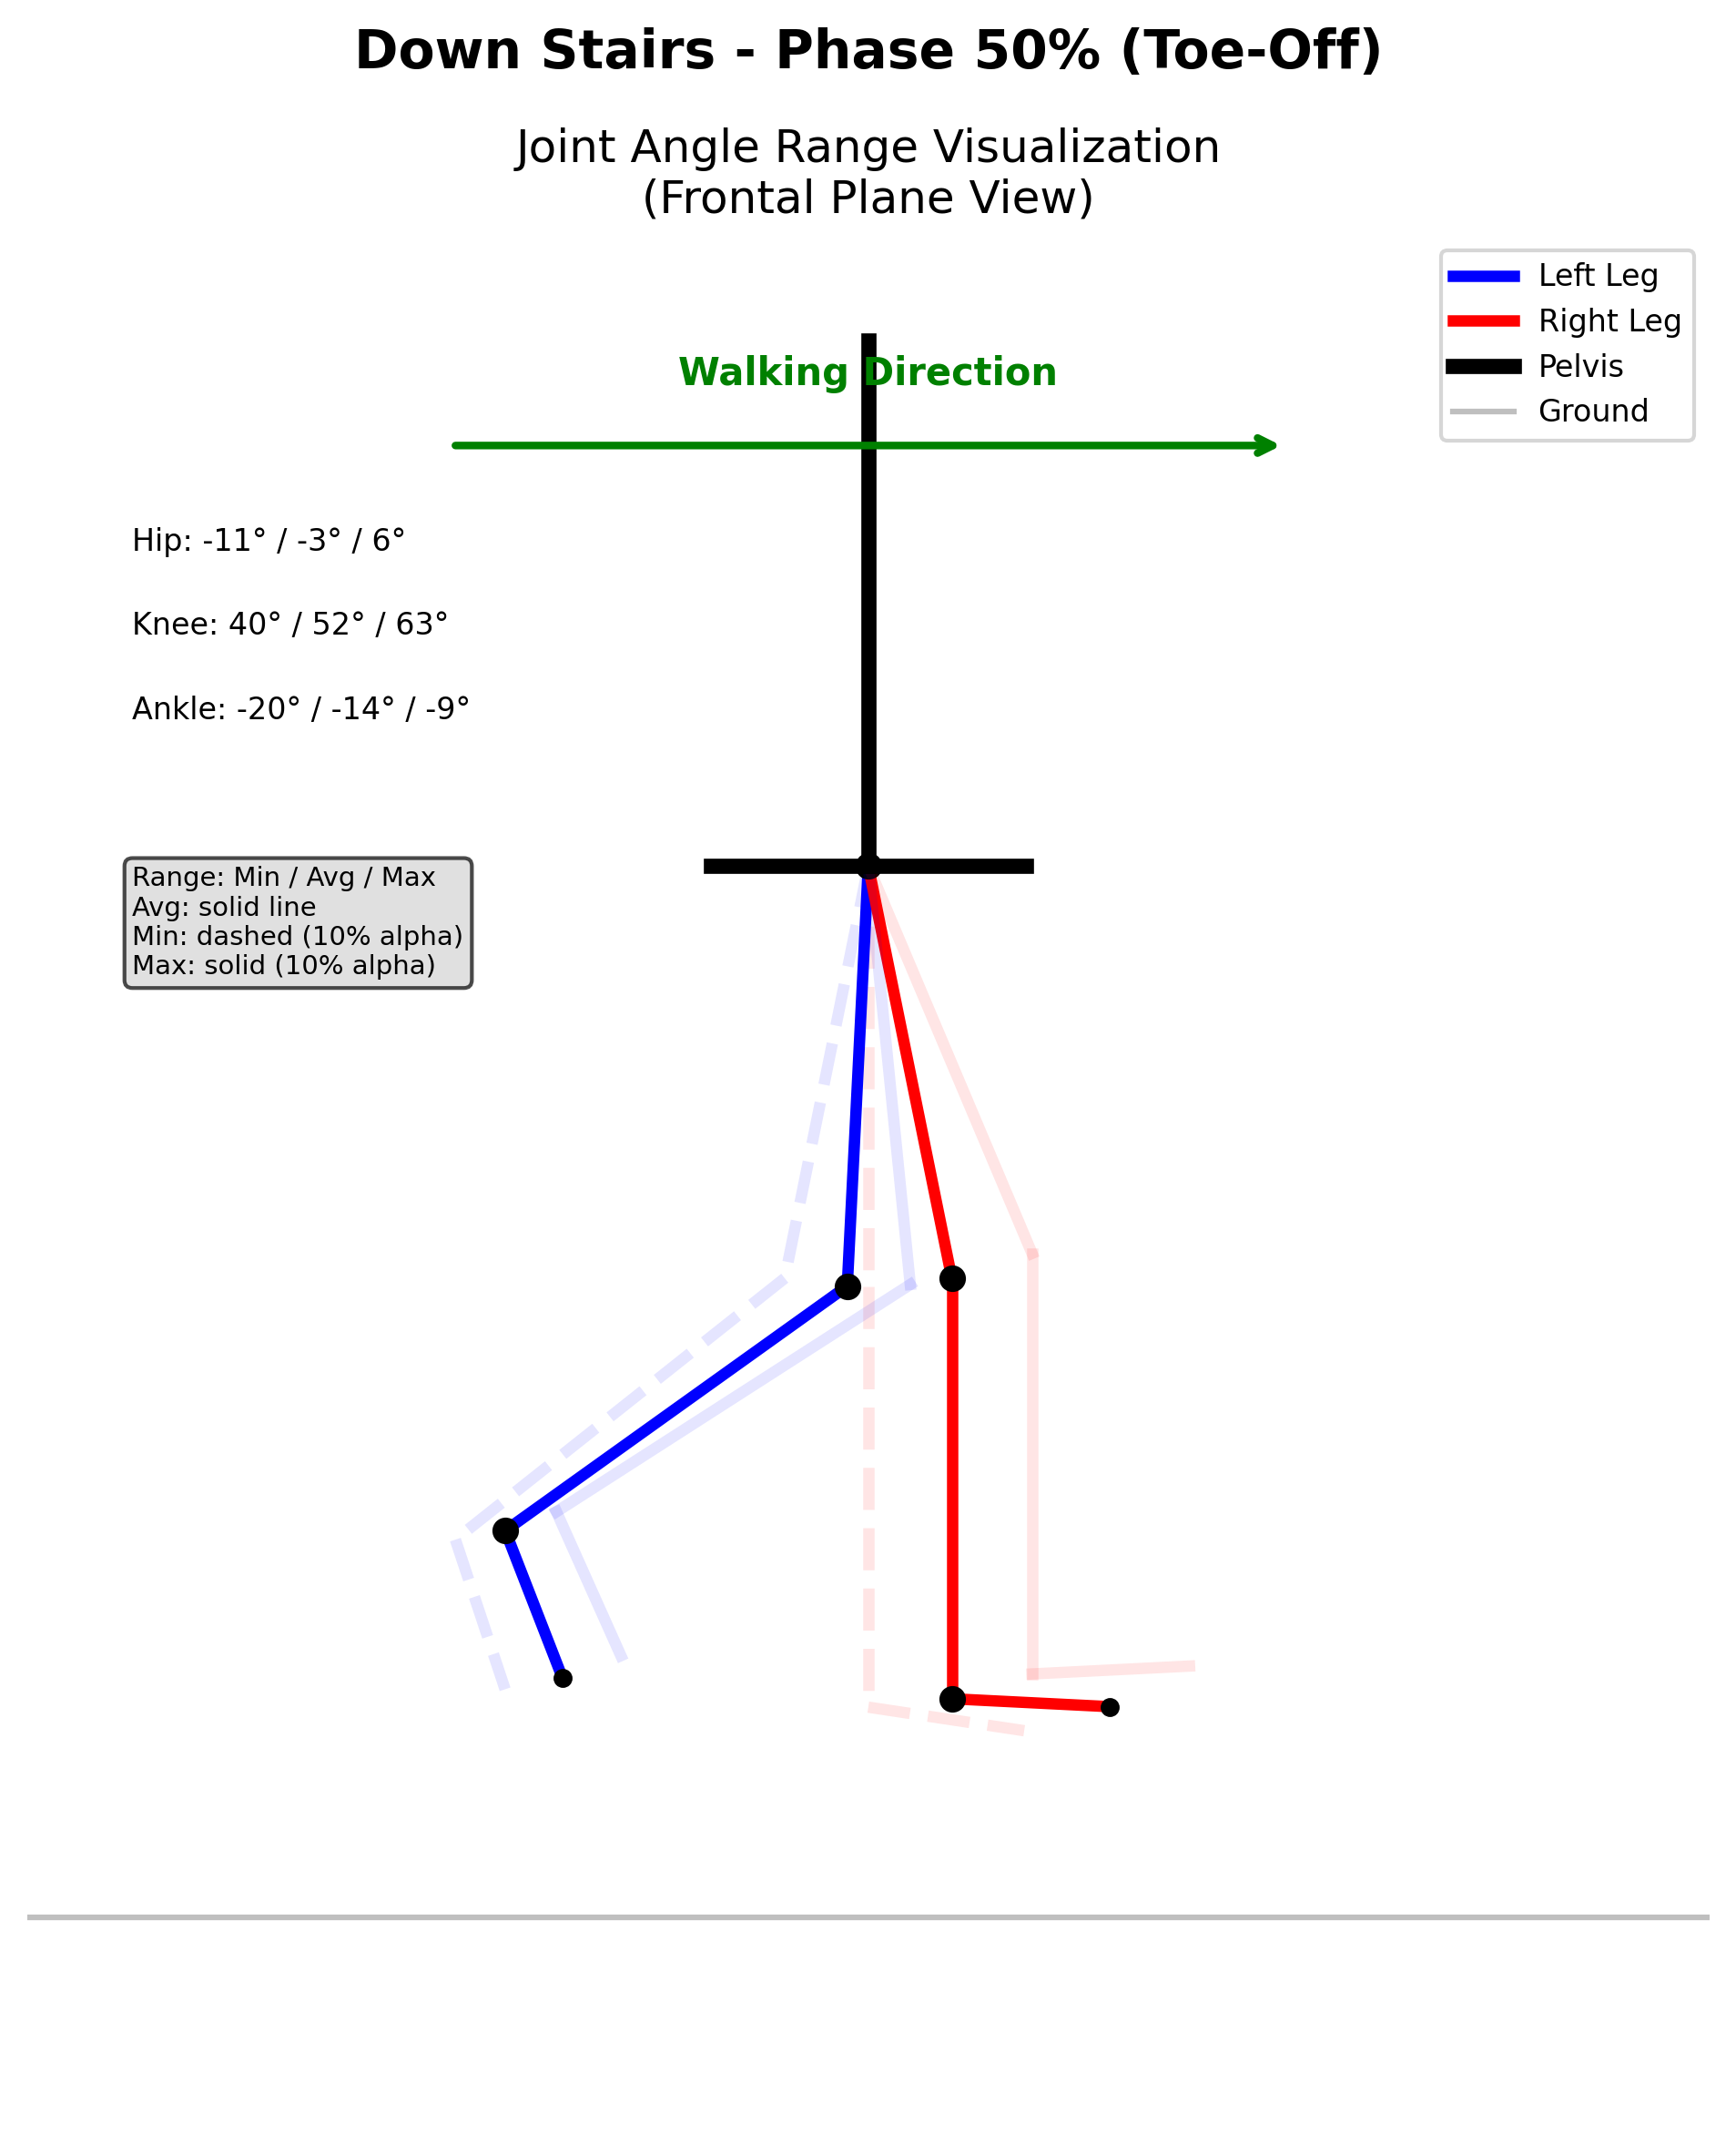 Down Stairs - Phase 50% (Toe-Off)
Joint Angle Range Visualization
(Frontal Plane View)
Left Leg
Right Leg
Pelvis
Ground
Walking Direction
Hip: -11° / -3° / 6°
Knee: 40° / 52° / 63°
Ankle: -20° / -14° / -9°
Range: Min / Avg / Max
Avg: solid line
Min: dashed (10% alpha)
Max: solid (10% alpha)